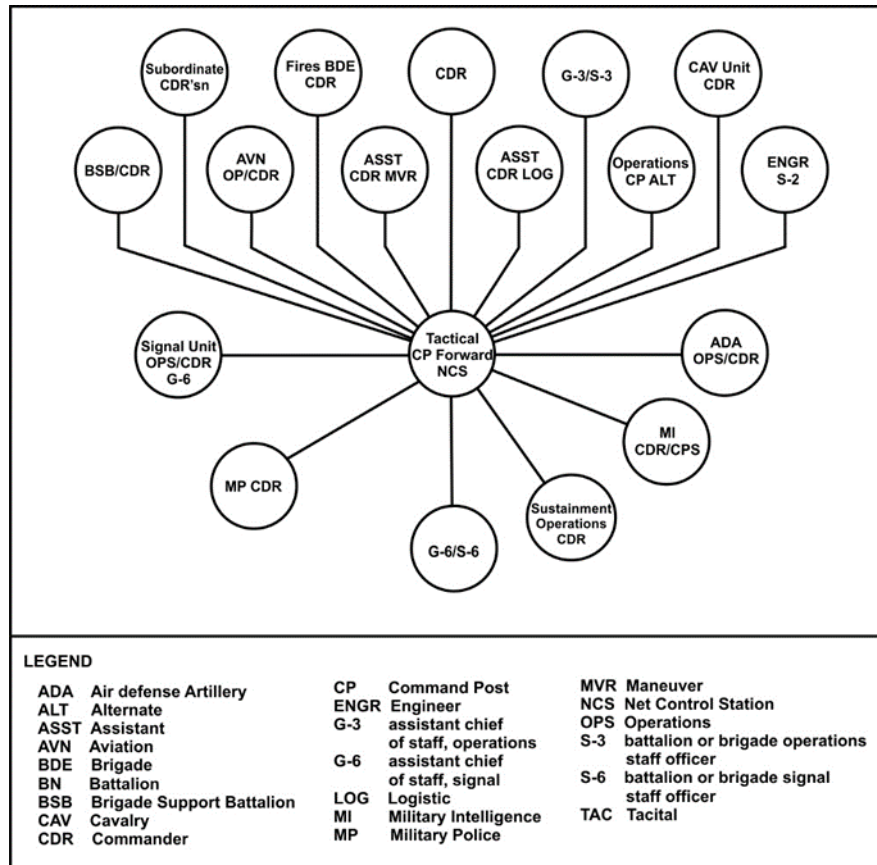 Subordinate
CDR'sn
Fires BDE
CDR
CDR
G-3/S-3
CAV Unit
CDR
BSB/CDR
AVN
OP/CDR
ASST
CDR MVR
ASST
CDR LOG
Operations
CP ALT
ENGR
S-2
Signal Unit
OPS/CDR
G-6
Tactical
CP Forward
NCS
ADA
OPS/CDR
MI
CDR/CPS
MP CDR
G-6/S-6
Sustainment
Operations
CDR
LEGEND
ADA Air defense Artillery
ALT Alternate
ASST Assistant
AVN Aviation
BDE Brigade
BN Battalion
BSB Brigade Support Battalion
CAV Cavalry
CDR Commander
CP Command Post
ENGR Engineer
G-3 assistant chief
of staff, operations
G-6 assistant chief
of staff, signal
LOG Logistic
MI Military Intelligence
MP Military Police
MVR Maneuver
NCS Net Control Station
OPS Operations
S-3 battalion or brigade operations
staff officer
S-6 battalion or brigade signal
staff officer
TAC Tacital